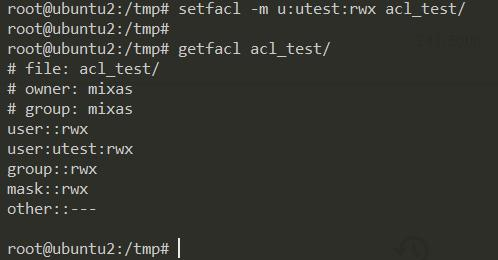 root@ubuntu2:/tmp# setfacl -m u:utest:rwx acl_test/
root@ubuntu2:/tmp#
root@ubuntu2:/tmp# getfacl acl_test/
# file: acl_test/
# owner: mixas
# group: mixas
user::rwx
user:utest:rwx
group::rwx
mask::rwx
other::---
root@ubuntu2:/tmp#